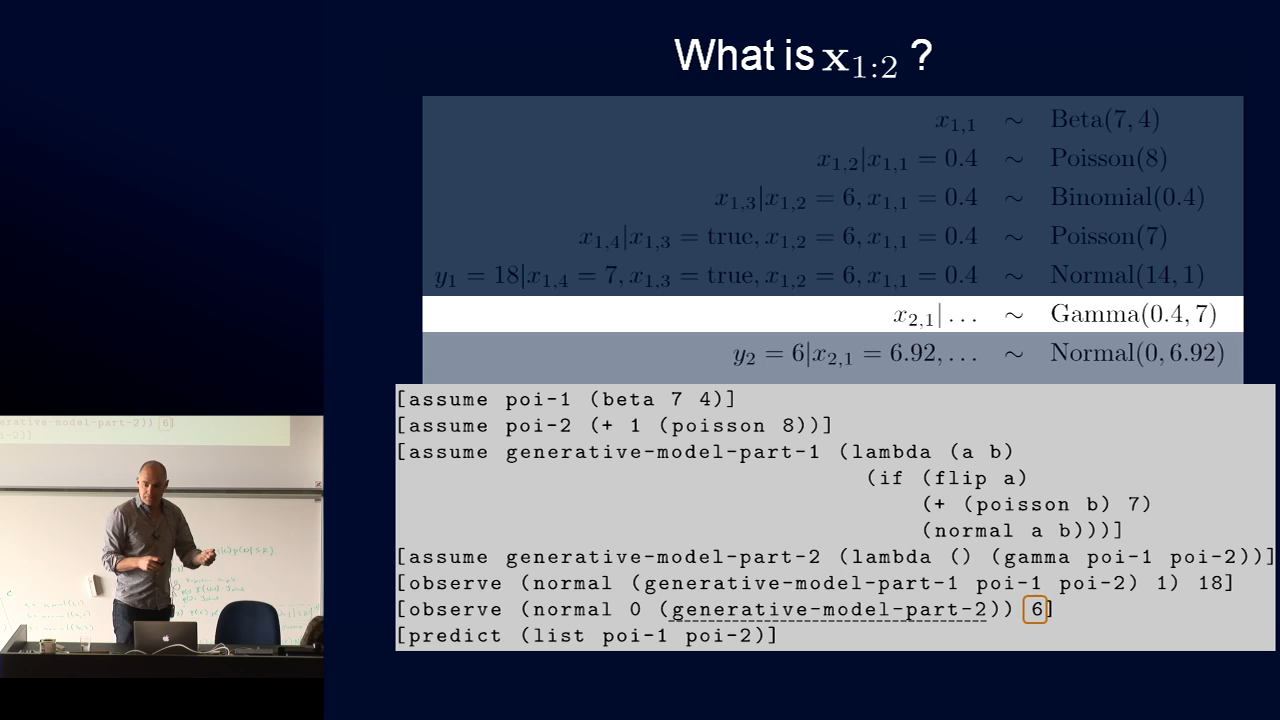 What is x₁:₂ ?
x₁,₁ ∼ Beta(7, 4)
x₁,₂|x₁,₁ = 0.4 ∼ Poisson(8)
x₁,₃|x₁,₂ = 6, x₁,₁ = 0.4 ∼ Binomial(0.4)
x₁,₄|x₁,₃ = true, x₁,₂ = 6, x₁,₁ = 0.4 ∼ Poisson(7)
y₁ = 18|x₁,₄ = 7, x₁,₃ = true, x₁,₂ = 6, x₁,₁ = 0.4 ∼ Normal(14, 1)
x₂,₁| . . . ∼ Gamma(0.4, 7)
y₂ = 6|x₂,₁ = 6.92, . . . ∼ Normal(0, 6.92)
[assume poi-1 (beta 7 4)]
[assume poi-2 (+ 1 (poisson 8))]
[assume generative-model-part-1 (lambda (a b)
(if (flip a)
(+ (poisson b) 7)
(normal a b)))]
[assume generative-model-part-2 (lambda () (gamma poi-1 poi-2))]
[observe (normal (generative-model-part-1 poi-1 poi-2) 1) 18]
[observe (normal 0 (generative-model-part-2)) 6]
[predict (list poi-1 poi-2)]
erative-model-part-2)) 6]